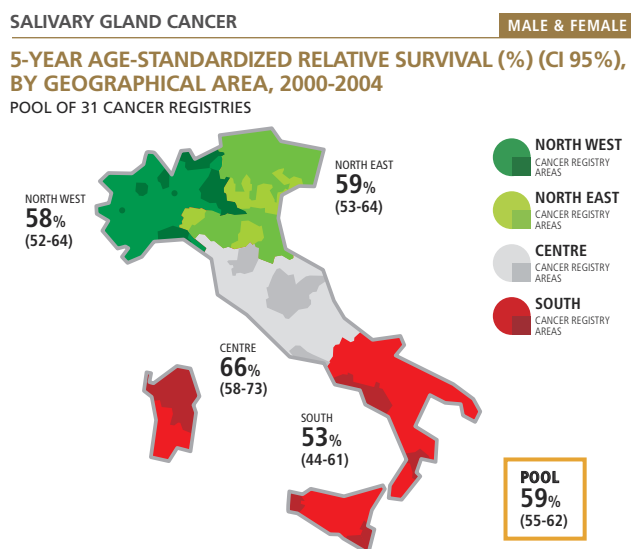 SALIVARY GLAND CANCER
MALE & FEMALE
5-YEAR AGE-STANDARDIZED RELATIVE SURVIVAL (%) (CI 95%),
BY GEOGRAPHICAL AREA, 2000-2004
POOL OF 31 CANCER REGISTRIES
NORTH WEST
58%
(52-64)
NORTH EAST
59%
(53-64)
NORTH WEST
CANCER REGISTRY
AREAS
NORTH EAST
CANCER REGISTRY
AREAS
CENTRE
CANCER REGISTRY
AREAS
SOUTH
CANCER REGISTRY
AREAS
CENTRE
66%
(58-73)
SOUTH
53%
(44-61)
POOL
59%
(55-62)